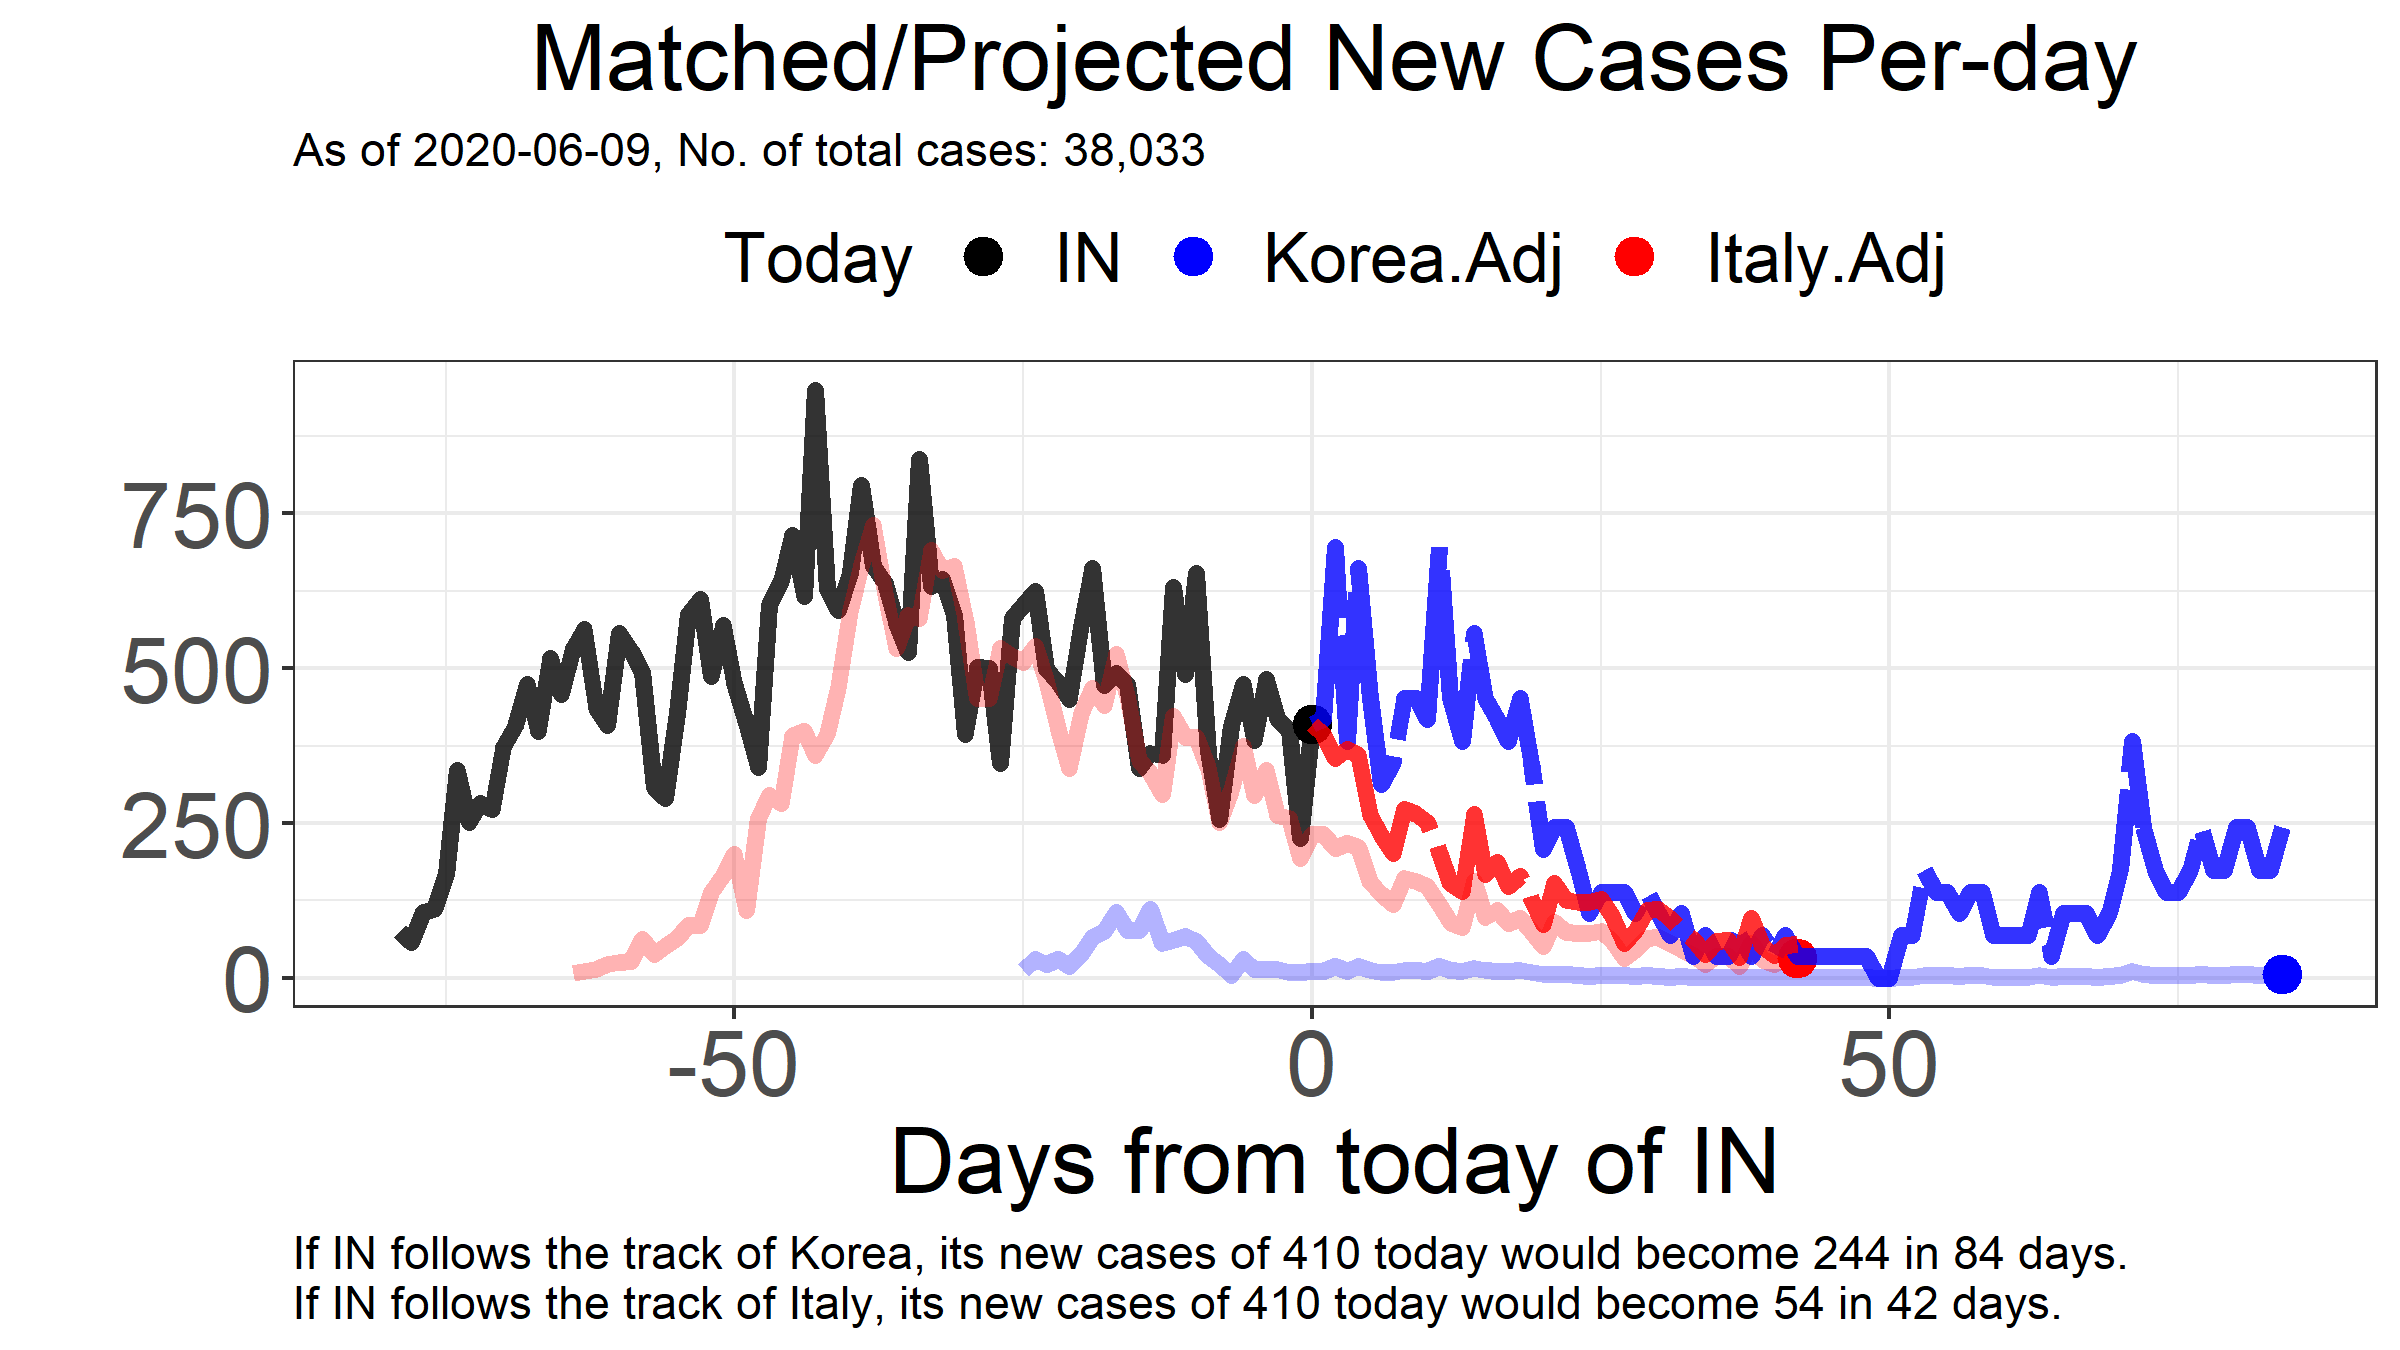 Matched/Projected New Cases Per-day
As of 2020-06-09, No. of total cases: 38,033
Today IN Korea.Adj Italy.Adj
750
500
250
0
-50 0 50
Days from today of IN
If IN follows the track of Korea, its new cases of 410 today would become 244 in 84 days.
If IN follows the track of Italy, its new cases of 410 today would become 54 in 42 days.